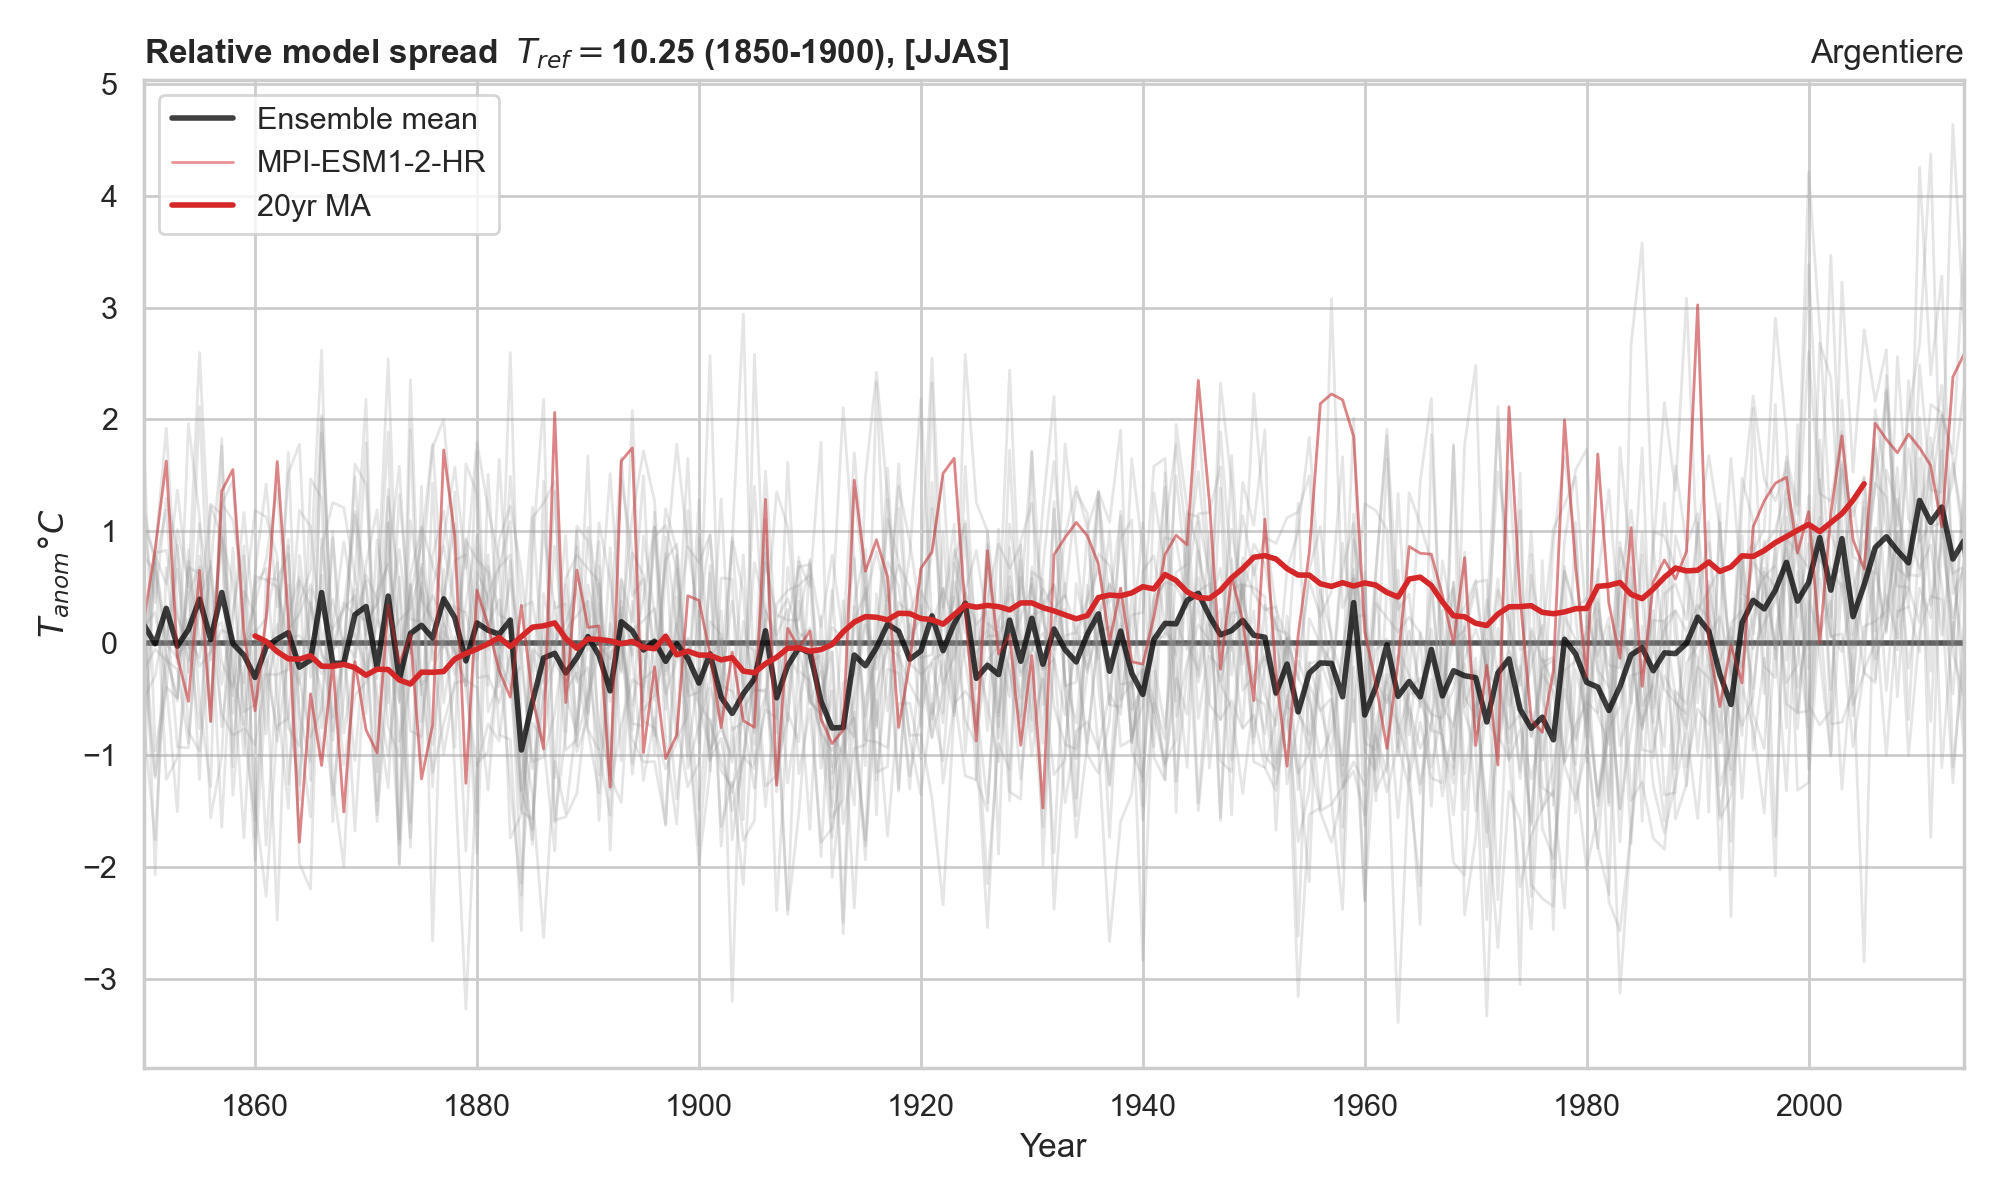 Relative model spread T_ref = 10.25 (1850-1900), [JJAS]
Argentiere
Ensemble mean
MPI-ESM1-2-HR
20yr MA
5
4
3
2
1
0
−1
−2
−3
T_anom °C
1860 1880 1900 1920 1940 1960 1980 2000
Year